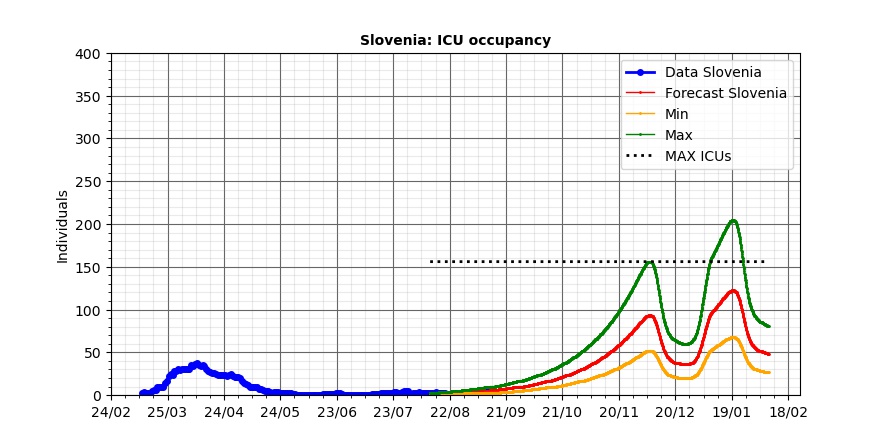 Slovenia: ICU occupancy
400
350
300
250
200
150
100
50
0
Individuals
Data Slovenia
Forecast Slovenia
Min
Max
MAX ICUs
24/02 25/03 24/04 24/05 23/06 23/07 22/08 21/09 21/10 20/11 20/12 19/01 18/02